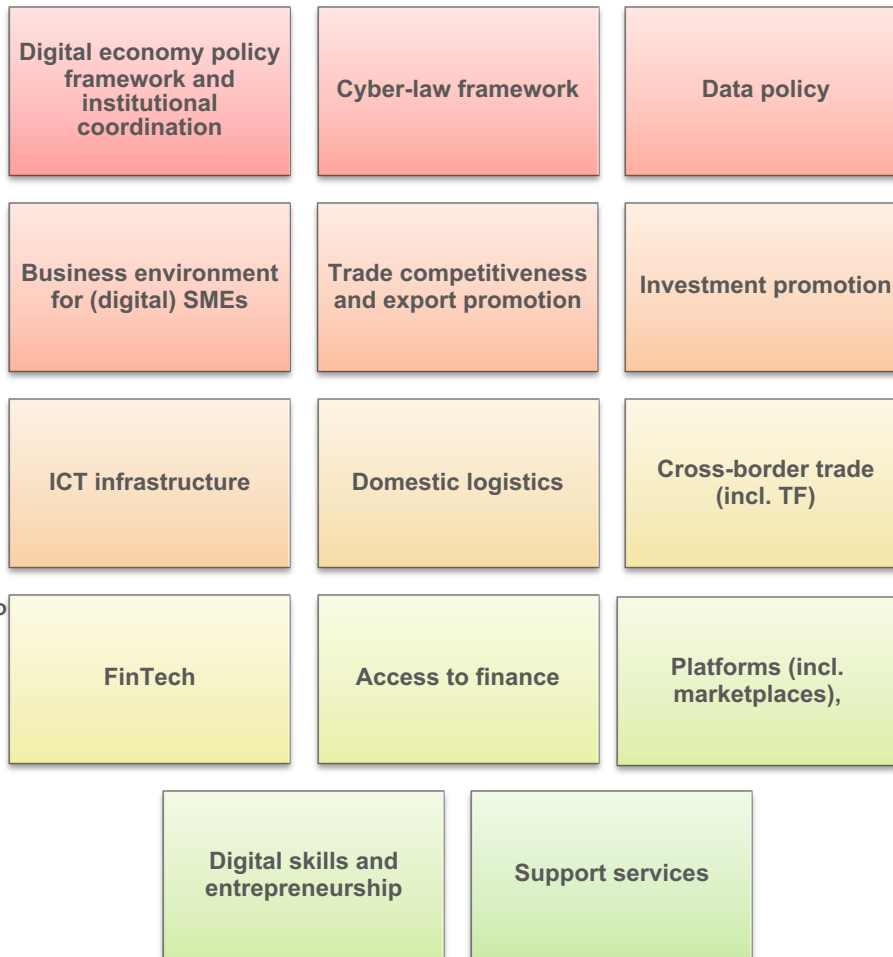 Digital economy policy
framework and
institutional
coordination
Cyber-law framework
Data policy
Business environment
for (digital) SMEs
Trade competitiveness
and export promotion
Investment promotion
ICT infrastructure
Domestic logistics
Cross-border trade
(incl. TF)
FinTech
Access to finance
Platforms (incl.
marketplaces),
Digital skills and
entrepreneurship
Support services